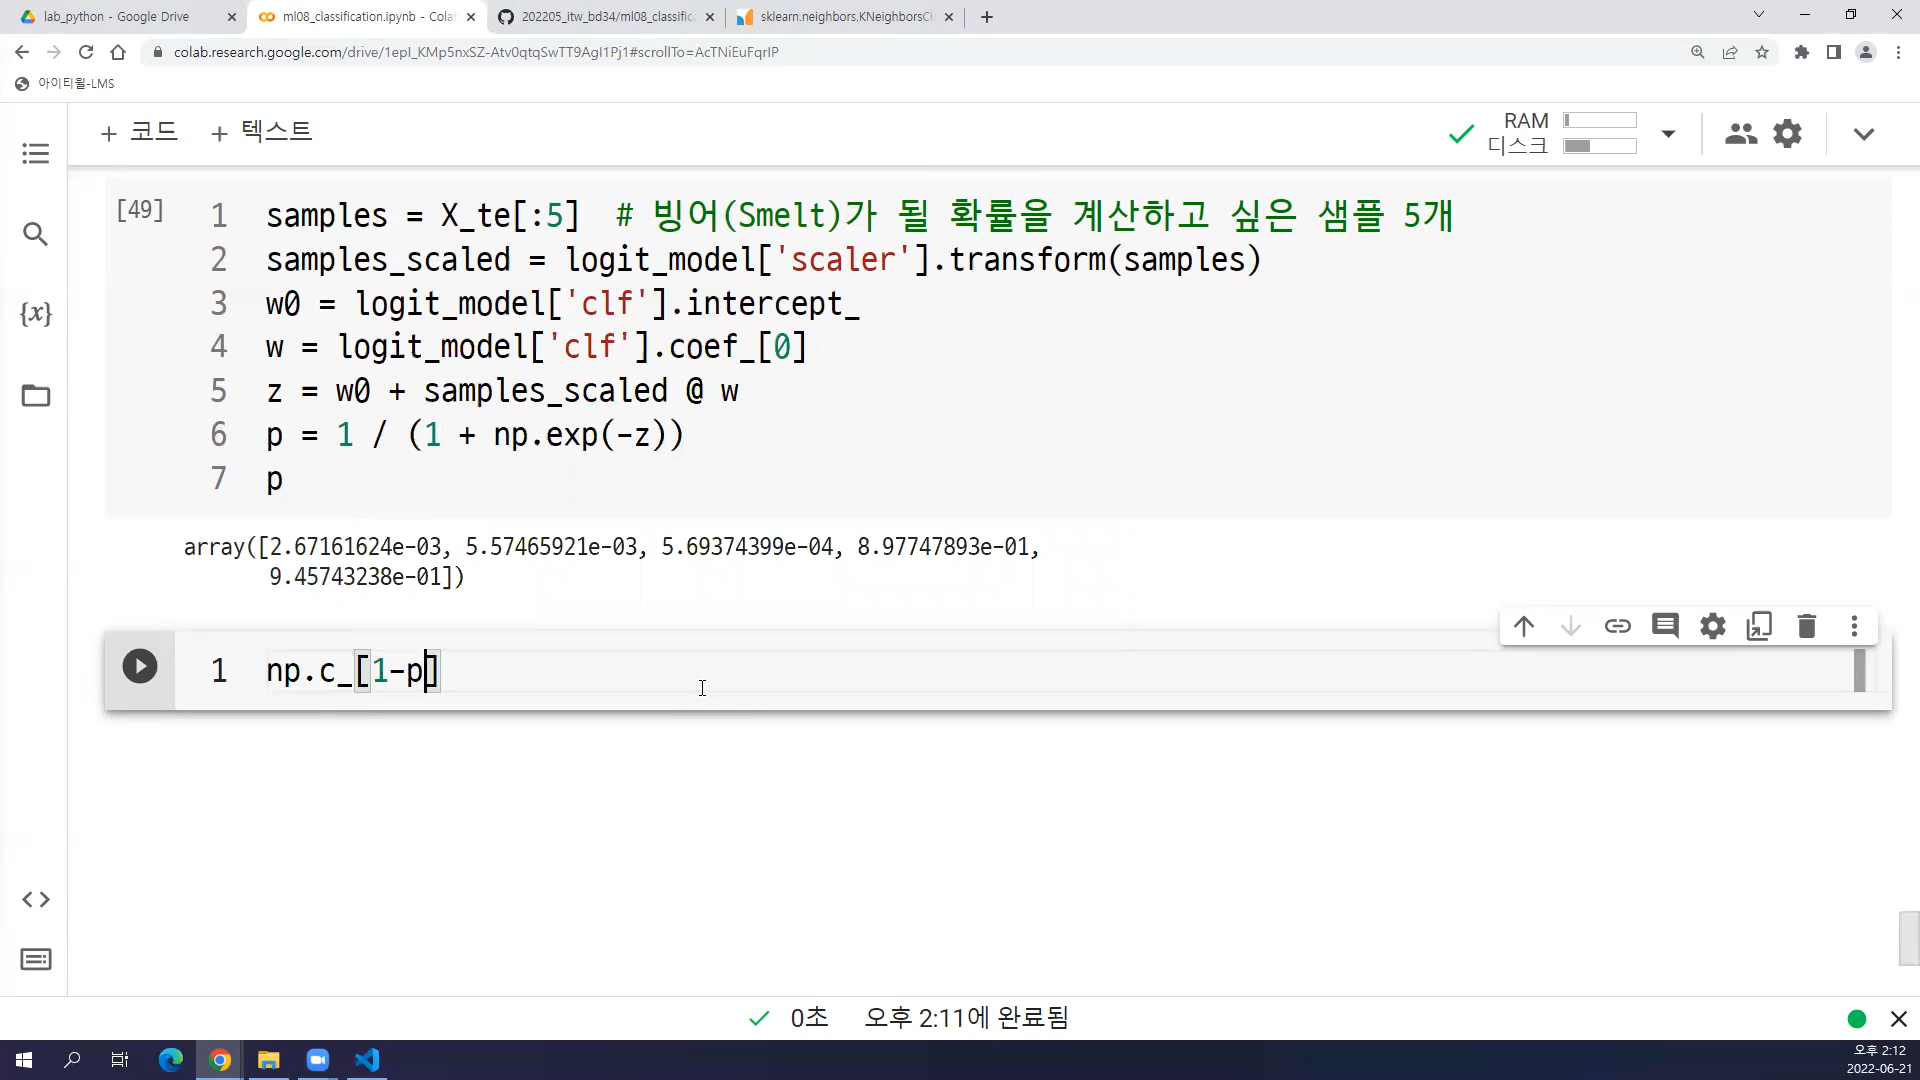 lab_python - Google Drive
ml08_classification.ipynb - Colab
202205_itw_bd34/ml08_classific
sklearn.neighbors.KNeighborsCl
colab.research.google.com/drive/1epI_KMp5nxSZ-Atv0qtqSwTT9AgI1Pj1#scrollTo=AcTNiEuFqrIP
아이티윌-LMS
+ 코드 + 텍스트
RAM
디스크
[49]
1 samples = X_te[:5] # 빙어(Smelt)가 될 확률을 계산하고 싶은 샘플 5개
2 samples_scaled = logit_model['scaler'].transform(samples)
3 w0 = logit_model['clf'].intercept_
4 w = logit_model['clf'].coef_[0]
5 z = w0 + samples_scaled @ w
6 p = 1 / (1 + np.exp(-z))
7 p
array([2.67161624e-03, 5.57465921e-03, 5.69374399e-04, 8.97747893e-01,
9.45743238e-01])
1 np.c_[1-p]
{x}
0초 오후 2:11에 완료됨
오후 2:12
2022-06-21